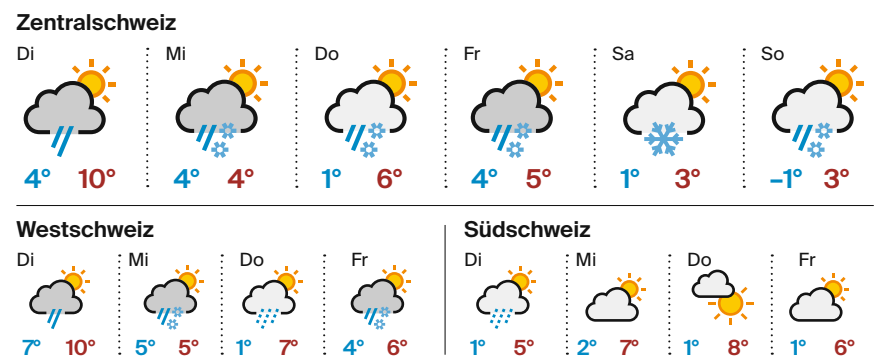 Zentralschweiz
Di Mi Do Fr Sa So
4° 10° 4° 4° 1° 6° 4° 5° 1° 3° –1° 3°
Westschweiz
Di Mi Do Fr
7° 10° 5° 5° 1° 7° 4° 6°
Südschweiz
Di Mi Do Fr
1° 5° 2° 7° 1° 8° 1° 6°